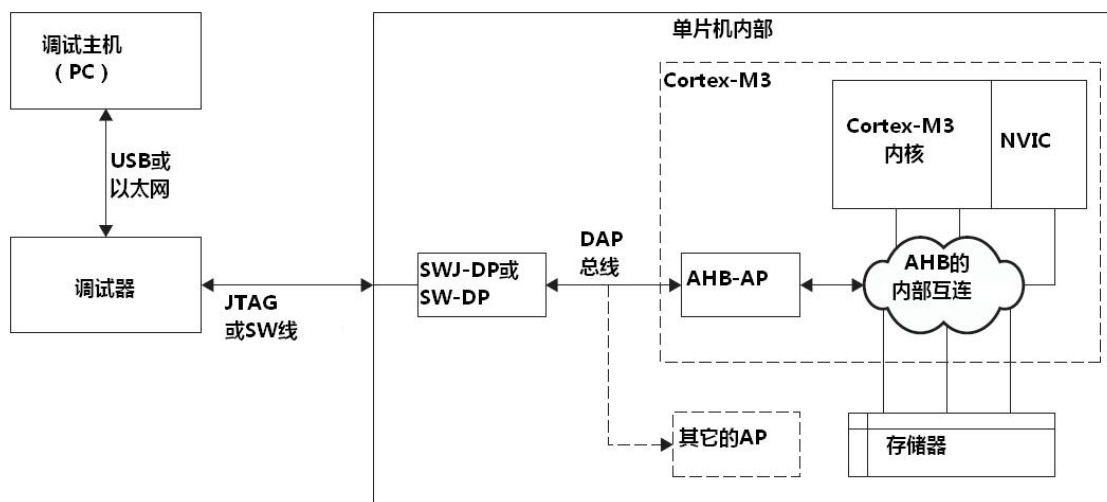 调试主机
（PC）
USB或
以太网
调试器
JTAG
或SW线
单片机内部
SWJ-DP或
SW-DP
DAP
总线
Cortex-M3
Cortex-M3
内核
NVIC
AHB-AP
AHB的
内部互连
其它的AP
存储器